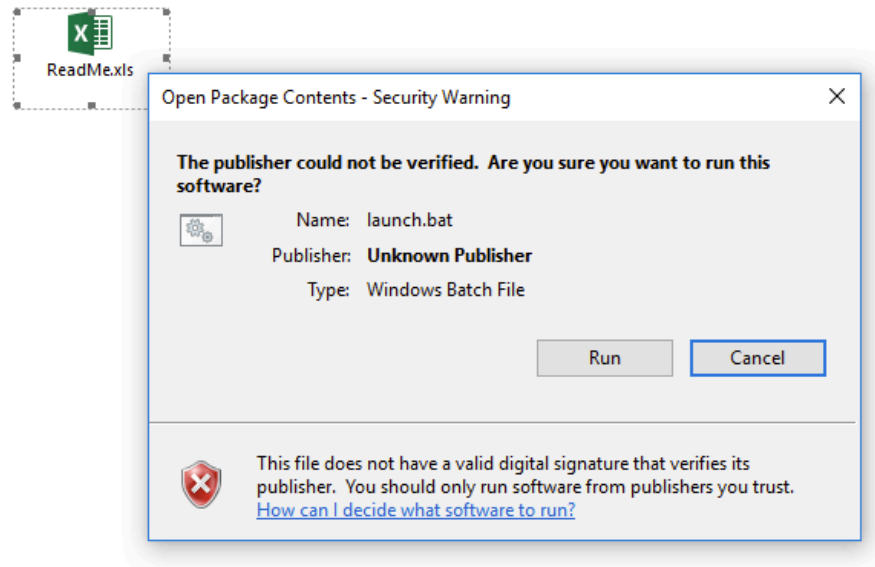 X
ReadMe.xls
Open Package Contents - Security Warning
The publisher could not be verified.  Are you sure you want to run this
software?
Name: launch.bat
Publisher: Unknown Publisher
Type: Windows Batch File
Run Cancel
This file does not have a valid digital signature that verifies its
publisher.  You should only run software from publishers you trust.
How can I decide what software to run?